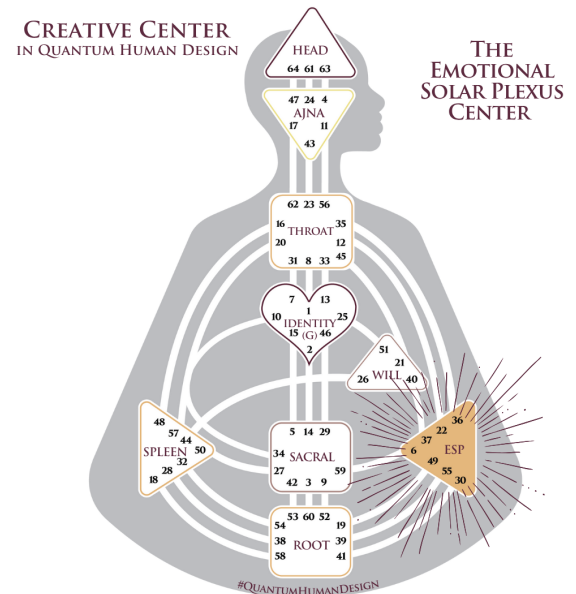 CREATIVE CENTER
IN QUANTUM HUMAN DESIGN
THE
EMOTIONAL
SOLAR PLEXUS
CENTER
HEAD
64 61 63
47 24 4
AJNA
17 11
43
62 23 56
16 35
THROAT
20 12
45
31 8 33
7 13
1
10 25
IDENTITY
(G)
15 46
2
51
21
WILL
26 40
48
57
44
SPLEEN 50
32
28
18
5 14 29
34
SACRAL
27 59
42 3 9
36
22
37
6 ESP
49
55
30
53 60 52
54 19
38 ROOT 39
58 41
#QUANTUMHUMANDESIGN